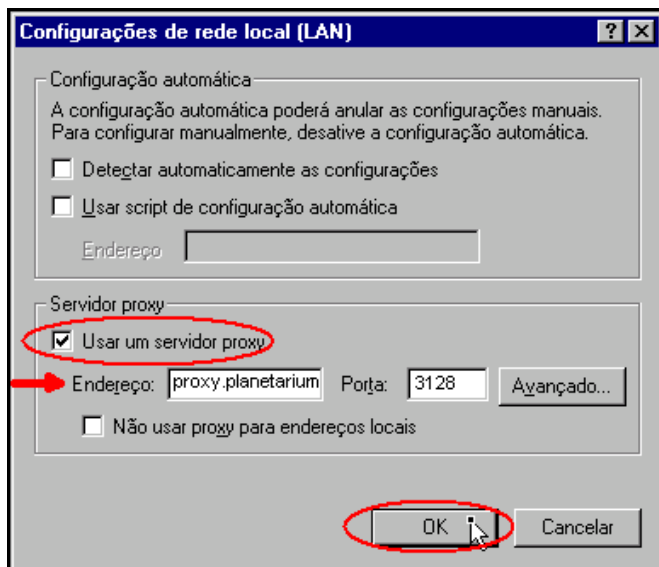 Configurações de rede local (LAN)
Configuração automática
A configuração automática poderá anular as configurações manuais.
Para configurar manualmente, desative a configuração automática.
Detectar automaticamente as configurações
Usar script de configuração automática
Endereço
Servidor proxy
Usar um servidor proxy
Endereço: proxy.planetarium Porta: 3128 Avançado...
Não usar proxy para endereços locais
OK Cancelar